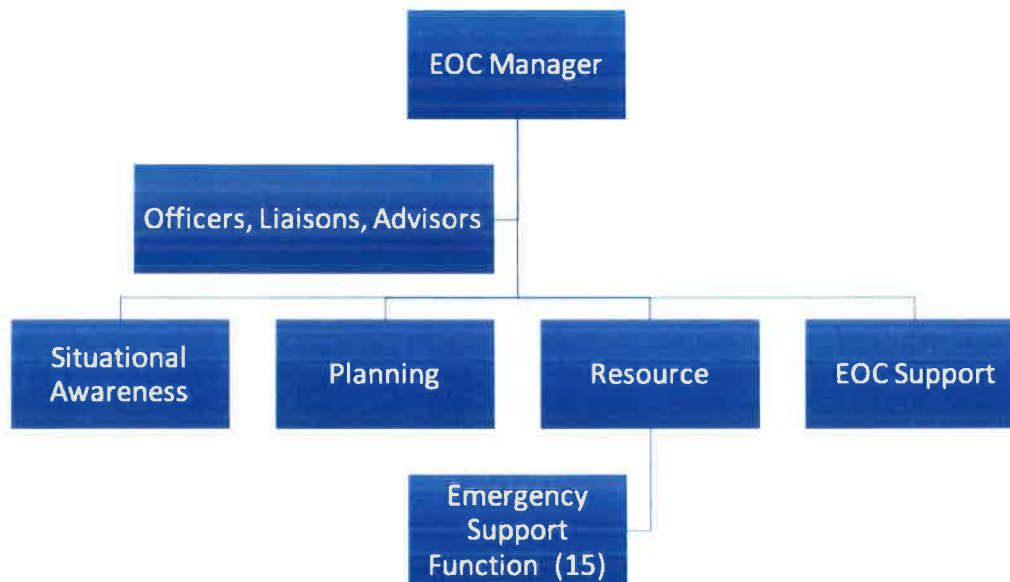 EOC Manager
Officers, Liaisons, Advisors
Situational
Awareness
Planning
Resource
EOC Support
Emergency
Support
Function (15)